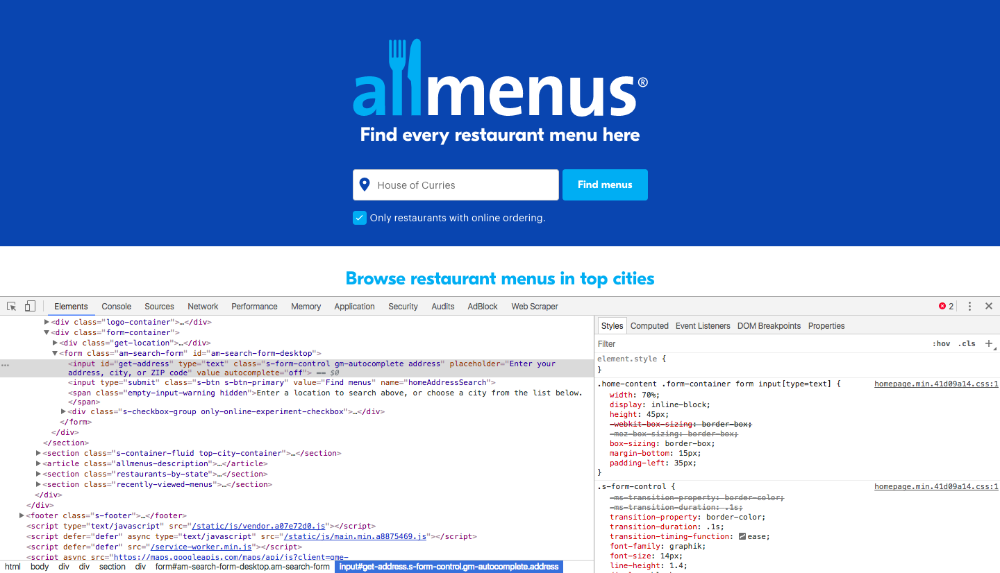 allmenus®
Find every restaurant menu here
House of Curries
Find menus
Only restaurants with online ordering.
Browse restaurant menus in top cities
Elements Console Sources Network Performance Memory Application Security Audits AdBlock Web Scraper 2
<div class="logo-container">…</div>
<div class="form-container">
<div class="get-location">…</div>
<form class="am-search-form" id="am-search-form-desktop">
<input id="get-address" type="text" class="s-form-control gm-autocomplete address" placeholder="Enter your
address, city, or ZIP code" value autocomplete="off"> == $0
<input type="submit" class="s-btn s-btn-primary" value="Find menus" name="homeAddressSearch">
<span class="empty-input-warning hidden">Enter a location to search above, or choose a city from the list below.
</span>
<div class="s-checkbox-group only-online-experiment-checkbox">…</div>
</form>
</div>
</section>
<section class="s-container-fluid top-city-container">…</section>
<article class="allmenus-description">…</article>
<section class="restaurants-by-state">…</section>
<section class="recently-viewed-menus">…</section>
</div>
</div>
<footer class="s-footer">…</footer>
<script type="text/javascript" src="/static/js/vendor.a07e72d0.js"></script>
<script defer="defer" async type="text/javascript" src="/static/js/main.min.a8875469.js"></script>
<script defer="defer" src="/service-worker.min.js"></script>
<script async src="https://maps.googleapis.com/maps/api/js?client=gme-
html body div div section div form#am-search-form-desktop.am-search-form input#get-address.s-form-control.gm-autocomplete.address
Styles Computed Event Listeners DOM Breakpoints Properties
Filter :hov .cls +
element.style {
}
.home-content .form-container form input[type=text] { homepage.min.41d09a14.css:1
width: 70%;
display: inline-block;
height: 45px;
-webkit-box-sizing: border-box;
-moz-box-sizing: border-box;
box-sizing: border-box;
margin-bottom: 15px;
padding-left: 35px;
}
.s-form-control { homepage.min.41d09a14.css:1
-ms-transition-property: border-color;
-ms-transition-duration: .1s;
transition-property: border-color;
transition-duration: .1s;
transition-timing-function: ease;
font-family: graphik;
font-size: 14px;
line-height: 1.4;